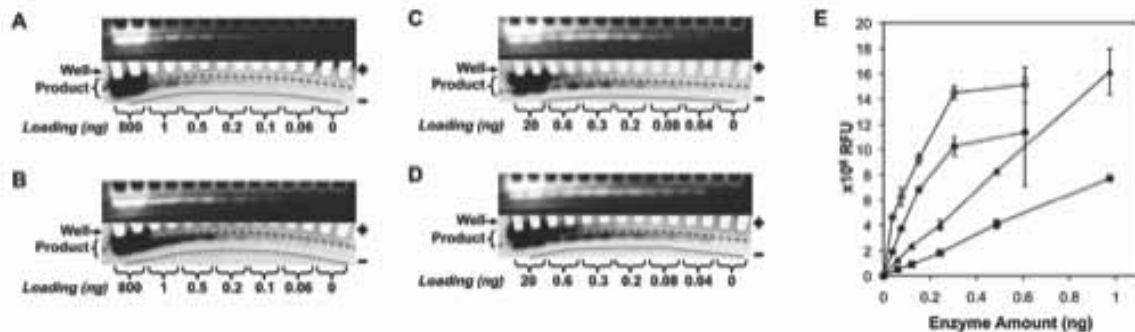 A
Well
Product
+
−
Loading (ng) 800 1 0.5 0.2 0.1 0.06 0
B
Well
Product
+
−
Loading (ng) 800 1 0.5 0.2 0.1 0.06 0
C
Well
Product
+
−
Loading (ng) 20 0.6 0.3 0.2 0.08 0.04 0
D
Well
Product
+
−
Loading (ng) 20 0.6 0.3 0.2 0.08 0.04 0
E
20
18
16
14
12
10
8
6
4
2
0
0 0.2 0.4 0.6 0.8 1
Enzyme Amount (ng)